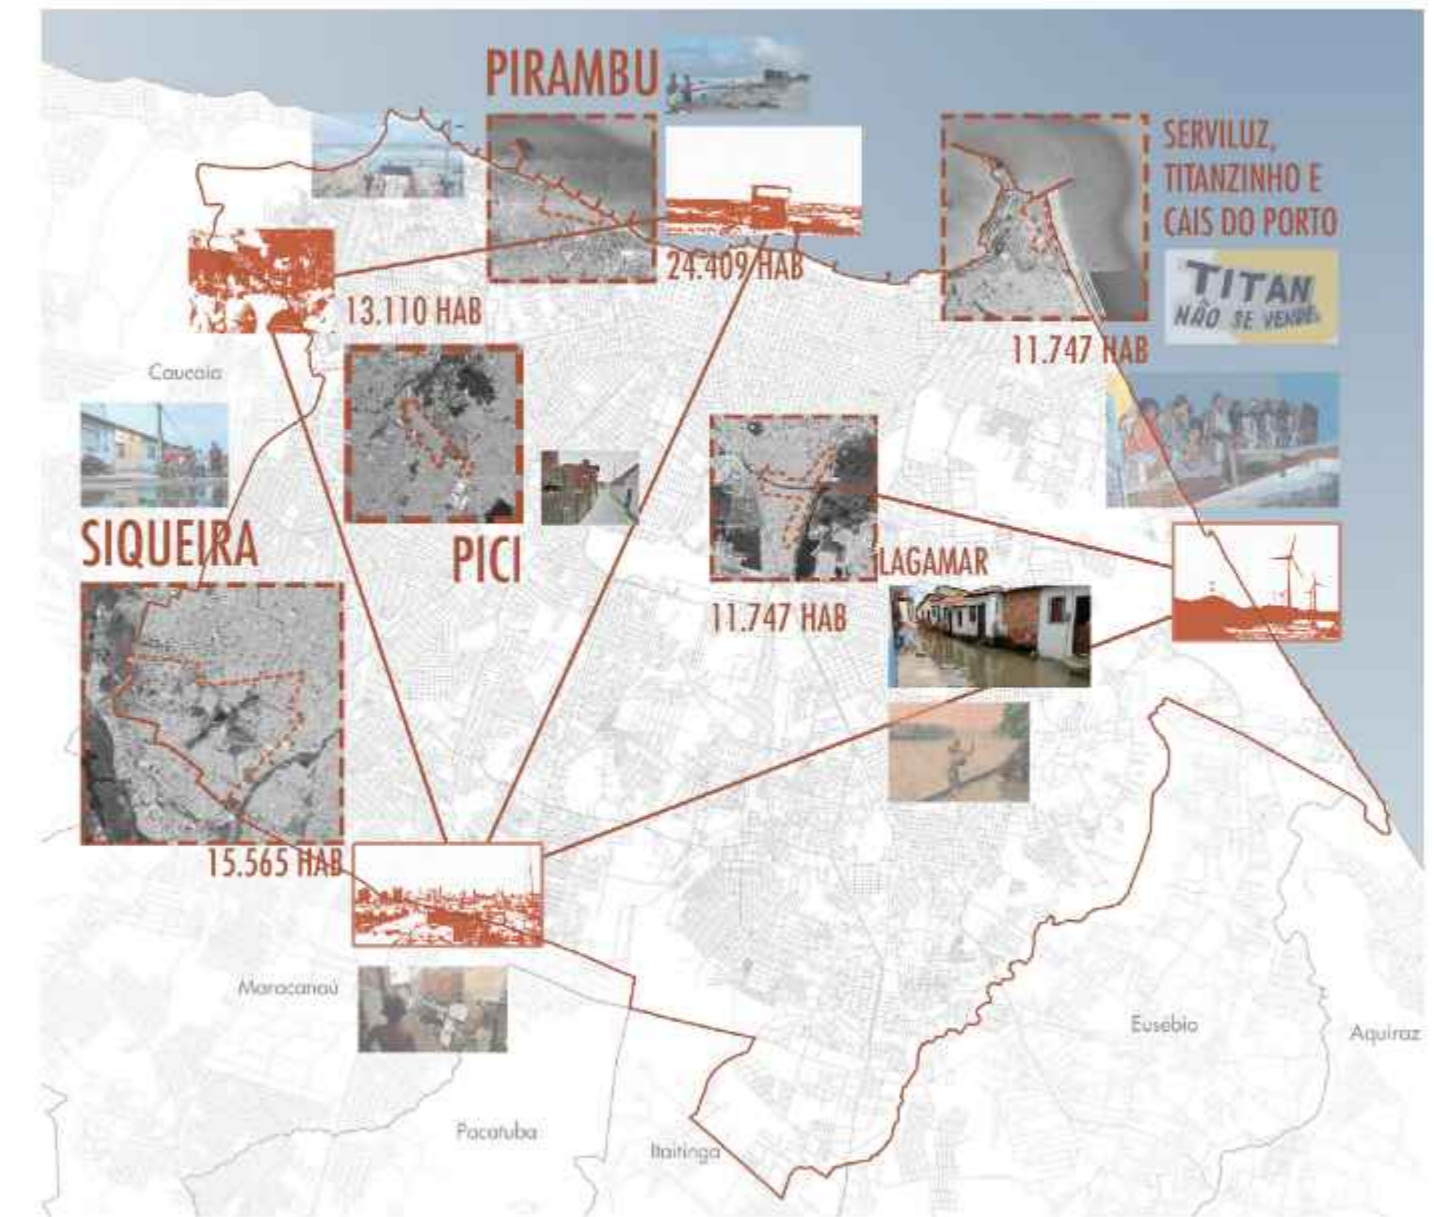 PIRAMBU
24.409 HAB
SERVILUZ,
TITANZINHO E
CAIS DO PORTO
TITAN
NÃO SE VENDE.
11.747 HAB
13.110 HAB
PICI
Caucaia
SIQUEIRA
15.565 HAB
LAGAMAR
11.747 HAB
Maracanaú
Pacatuba
Itaitinga
Eusébio
Aquiraz